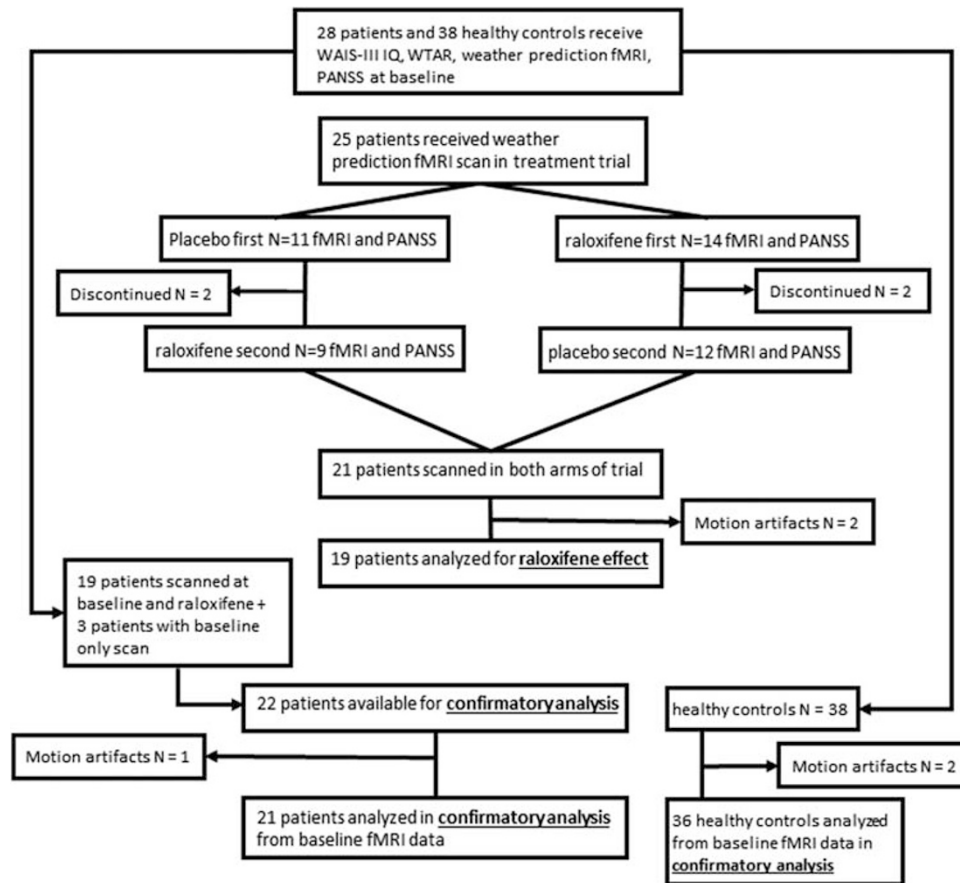 28 patients and 38 healthy controls receive
WAIS-III IQ, WTAR, weather prediction fMRI,
PANSS at baseline
25 patients received weather
prediction fMRI scan in treatment trial
Placebo first N=11 fMRI and PANSS
raloxifene first N=14 fMRI and PANSS
Discontinued N = 2
Discontinued N = 2
raloxifene second N=9 fMRI and PANSS
placebo second N=12 fMRI and PANSS
21 patients scanned in both arms of trial
Motion artifacts N = 2
19 patients analyzed for raloxifene effect
19 patients scanned at
baseline and raloxifene +
3 patients with baseline
only scan
22 patients available for confirmatory analysis
healthy controls N = 38
Motion artifacts N = 1
Motion artifacts N = 2
21 patients analyzed in confirmatory analysis
from baseline fMRI data
36 healthy controls analyzed
from baseline fMRI data in
confirmatory analysis